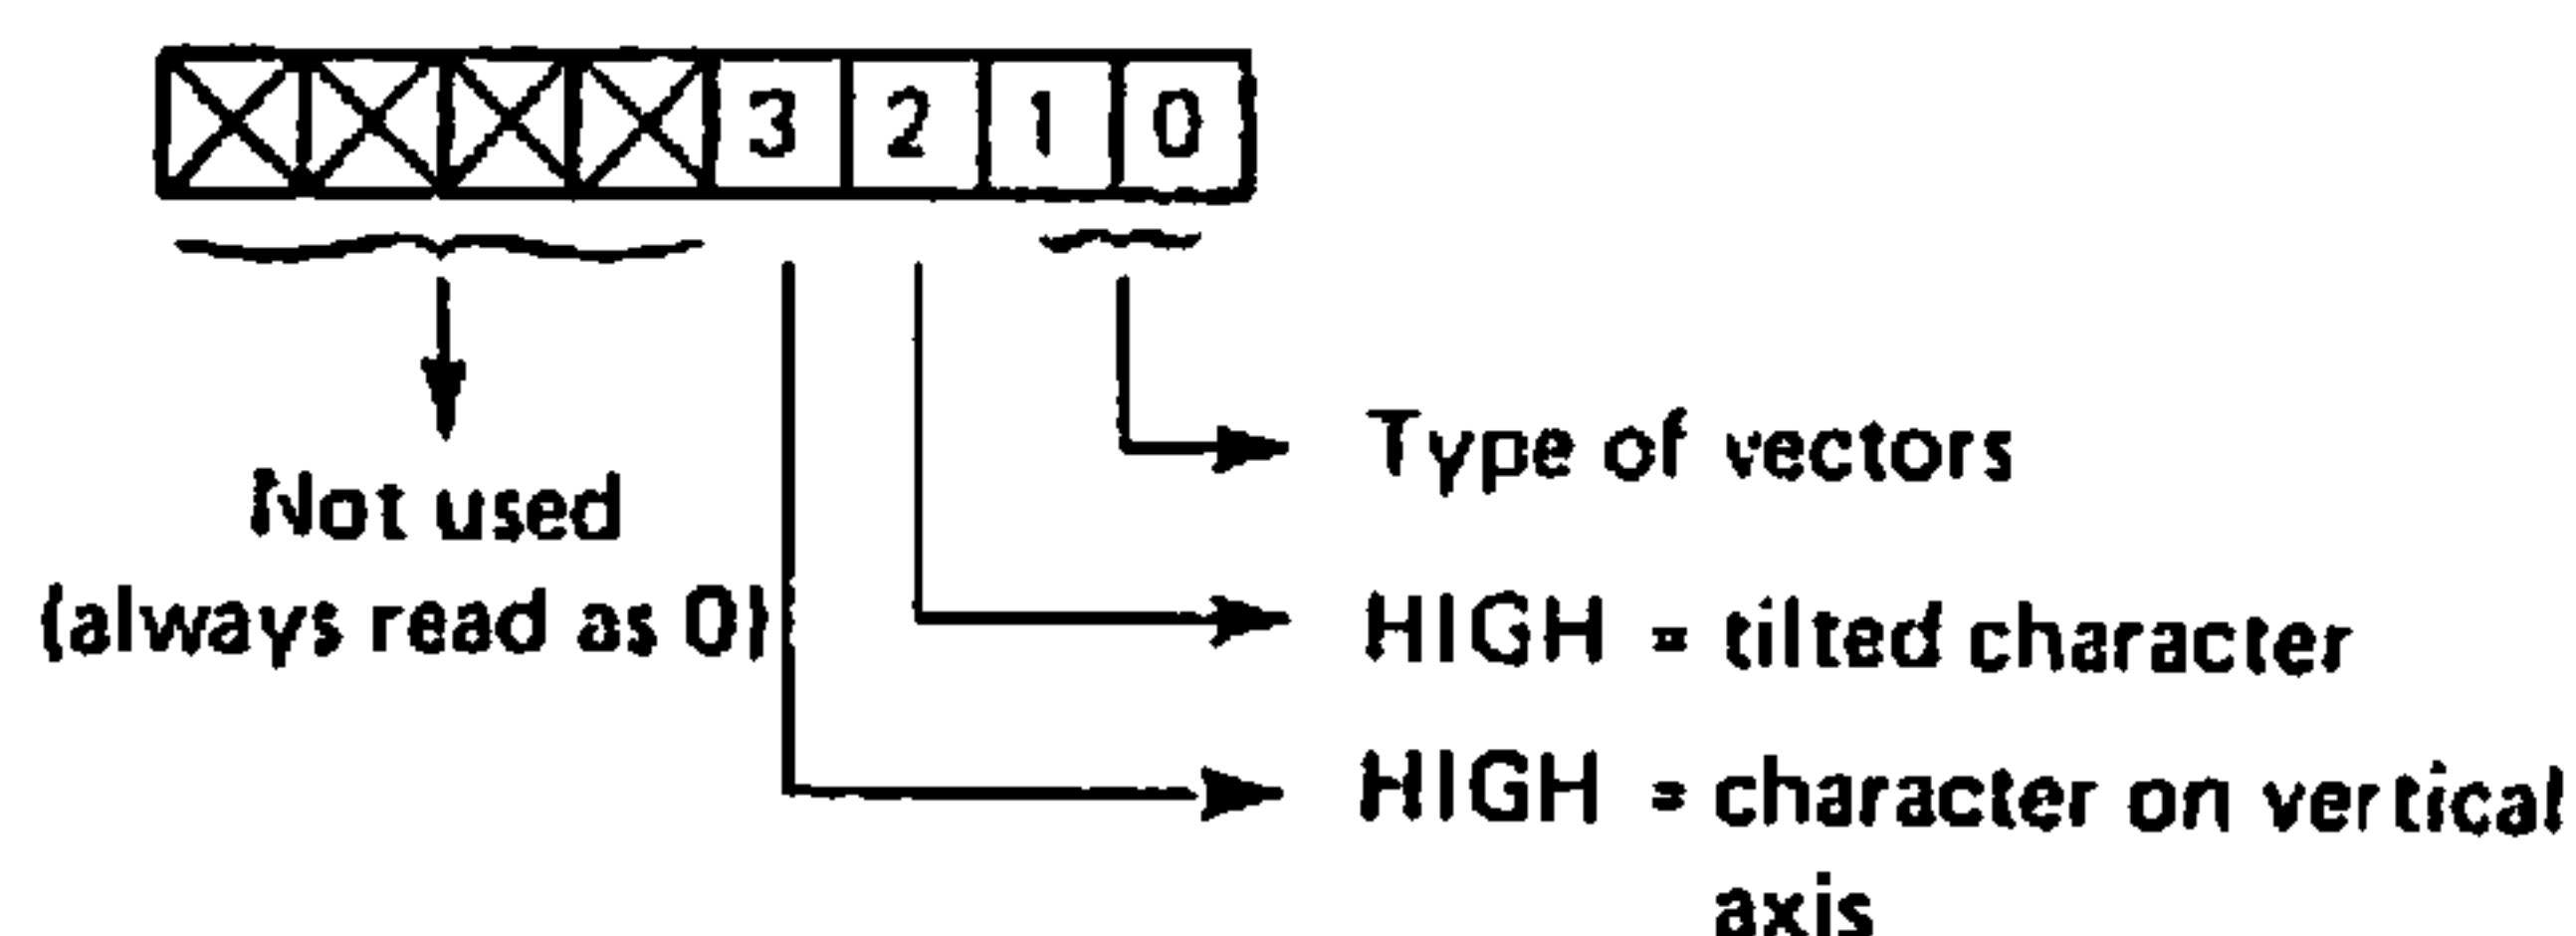 3 2 1 0
Type of vectors
Not used
(always read as 0)
HIGH = tilted character
HIGH = character on vertical
axis